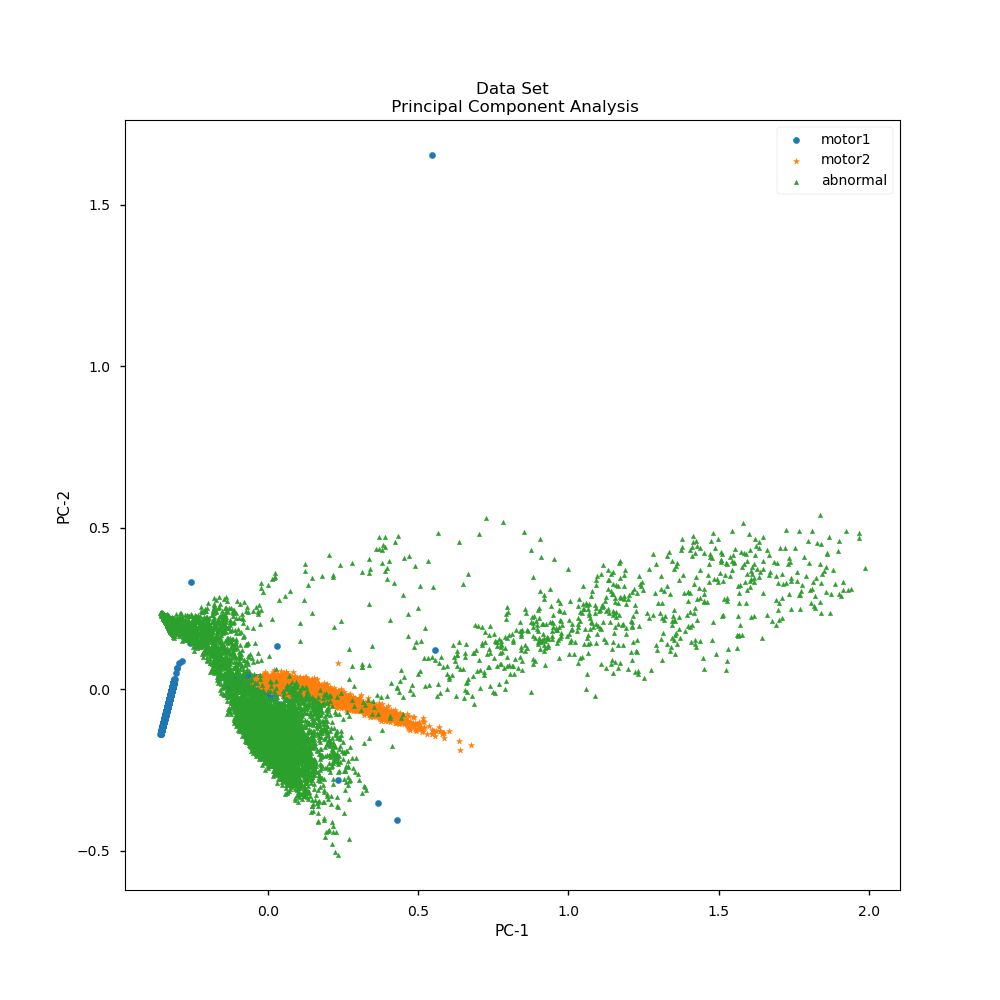 Data Set
Principal Component Analysis
motor1
motor2
abnormal
1.5
1.0
0.5
0.0
−0.5
PC-2
0.0
0.5
1.0
1.5
2.0
PC-1